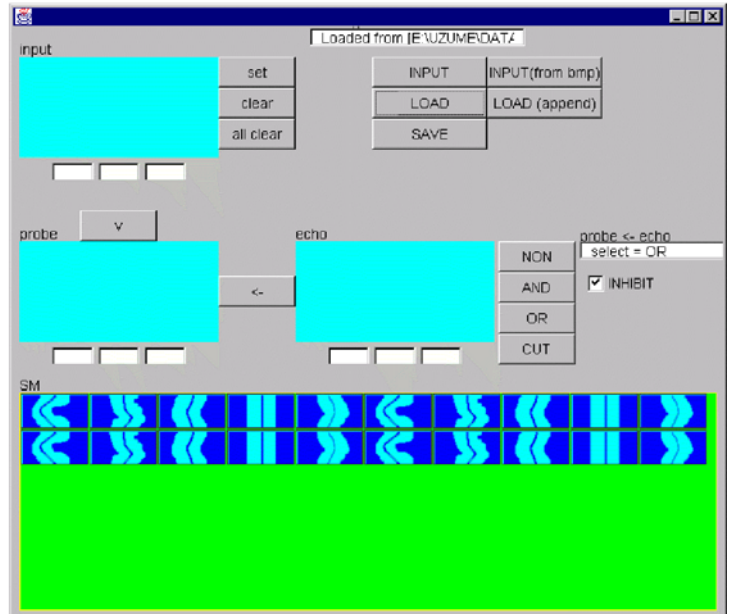 Loaded from [E:\UZUME\DATA
input
set
INPUT
INPUT(from bmp)
clear
LOAD
LOAD (append)
all clear
SAVE
v
probe
echo
probe <- echo
select = OR
NON
<-
AND
INHIBIT
OR
CUT
SM